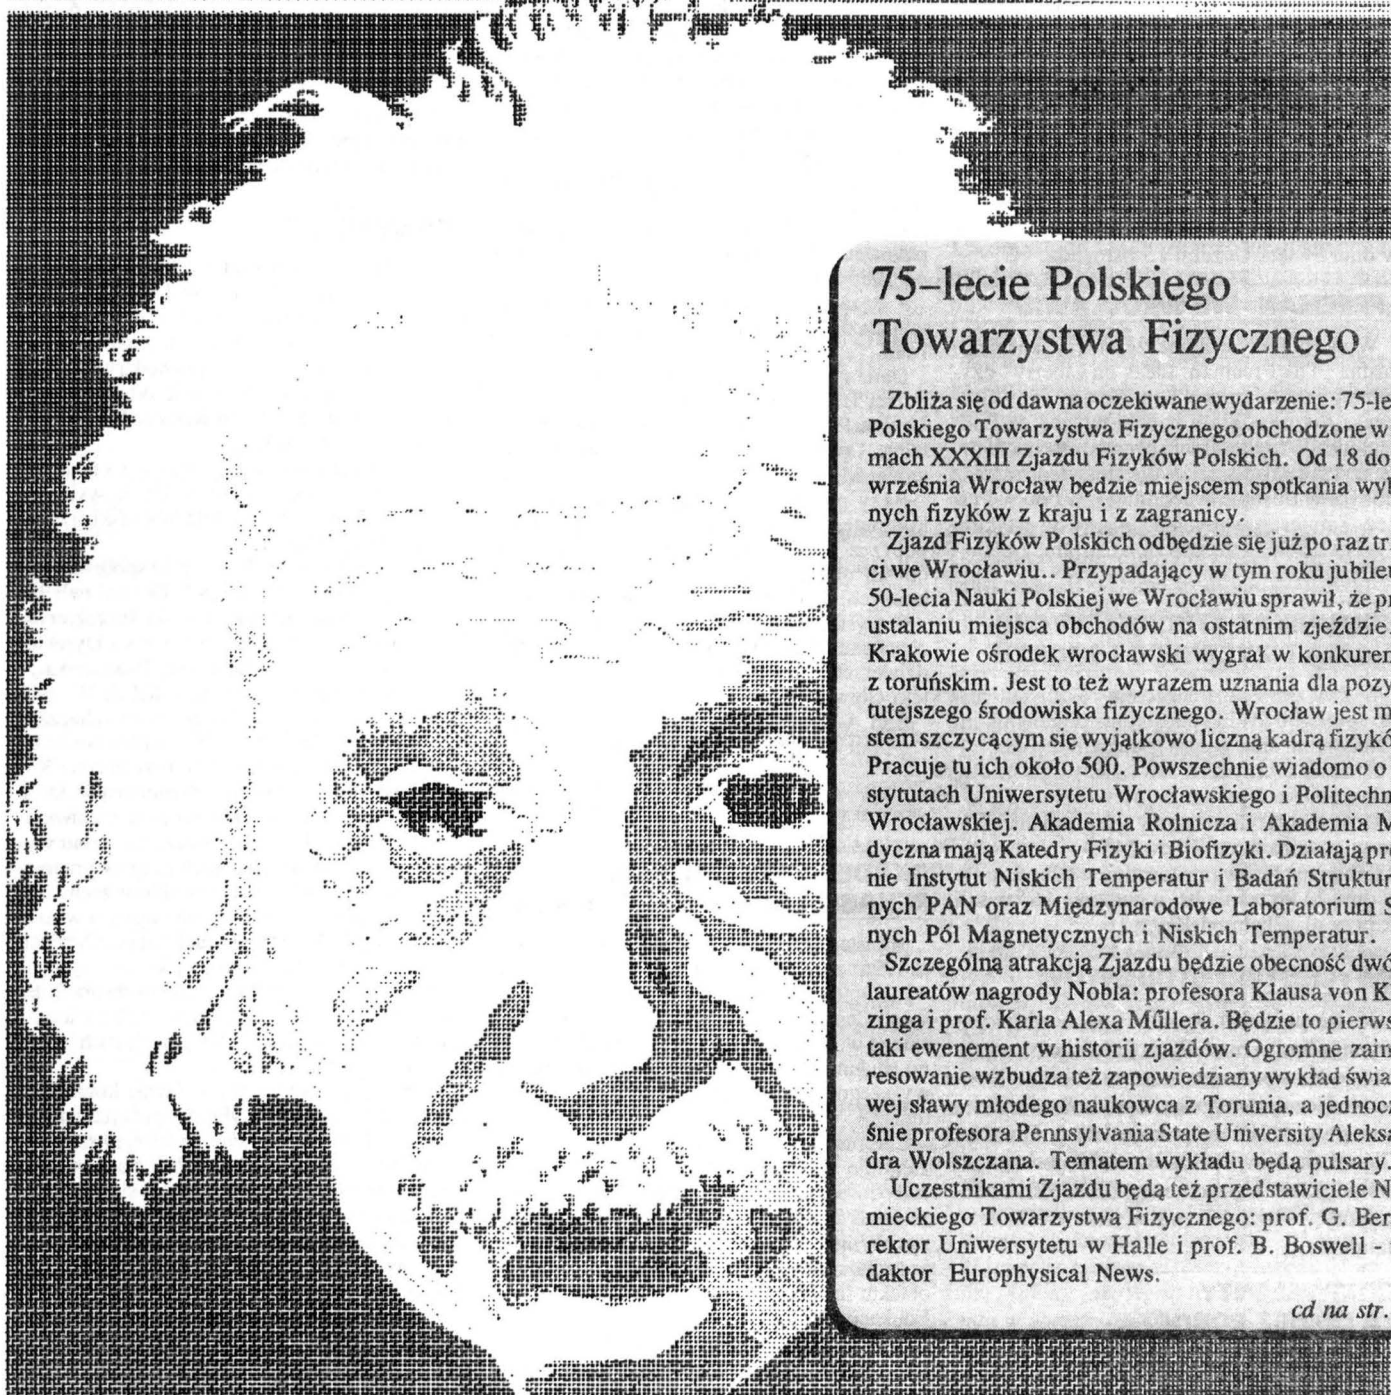 75–lecie Polskiego
Towarzystwa Fizycznego
Zbliża się od dawna oczekiwane wydarzenie: 75-le
Polskiego Towarzystwa Fizycznego obchodzone w
mach XXXIII Zjazdu Fizyków Polskich. Od 18 do
września Wrocław będzie miejscem spotkania wyb
nych fizyków z kraju i z zagranicy.
Zjazd Fizyków Polskich odbędzie się już po raz tr
ci we Wrocławiu.. Przypadający w tym roku jubileu
50-lecia Nauki Polskiej we Wrocławiu sprawił, że pr
ustalaniu miejsca obchodów na ostatnim zjeździe
Krakowie ośrodek wrocławski wygrał w konkuren
z toruńskim. Jest to też wyrazem uznania dla pozy
tutejszego środowiska fizycznego. Wrocław jest m
stem szczycącym się wyjątkowo liczną kadrą fizykó
Pracuje tu ich około 500. Powszechnie wiadomo o
stytutach Uniwersytetu Wrocławskiego i Politechn
Wrocławskiej. Akademia Rolnicza i Akademia M
dyczna mają Katedry Fizyki i Biofizyki. Działają prę
nie Instytut Niskich Temperatur i Badań Struktur
nych PAN oraz Międzynarodowe Laboratorium S
nych Pól Magnetycznych i Niskich Temperatur.
Szczególną atrakcją Zjazdu będzie obecność dwó
laureatów nagrody Nobla: profesora Klausa von K
zinga i prof. Karla Alexa Műllera. Będzie to pierws
taki ewenement w historii zjazdów. Ogromne zain
resowanie wzbudza też zapowiedziany wykład świa
wej sławy młodego naukowca z Torunia, a jednocz
śnie profesora Pennsylvania State University Aleksa
dra Wolszczana. Tematem wykładu będą pulsary.
Uczestnikami Zjazdu będą też przedstawiciele N
mieckiego Towarzystwa Fizycznego: prof. G. Ber
rektor Uniwersytetu w Halle i prof. B. Boswell -
daktor Europhysical News.
cd na str.